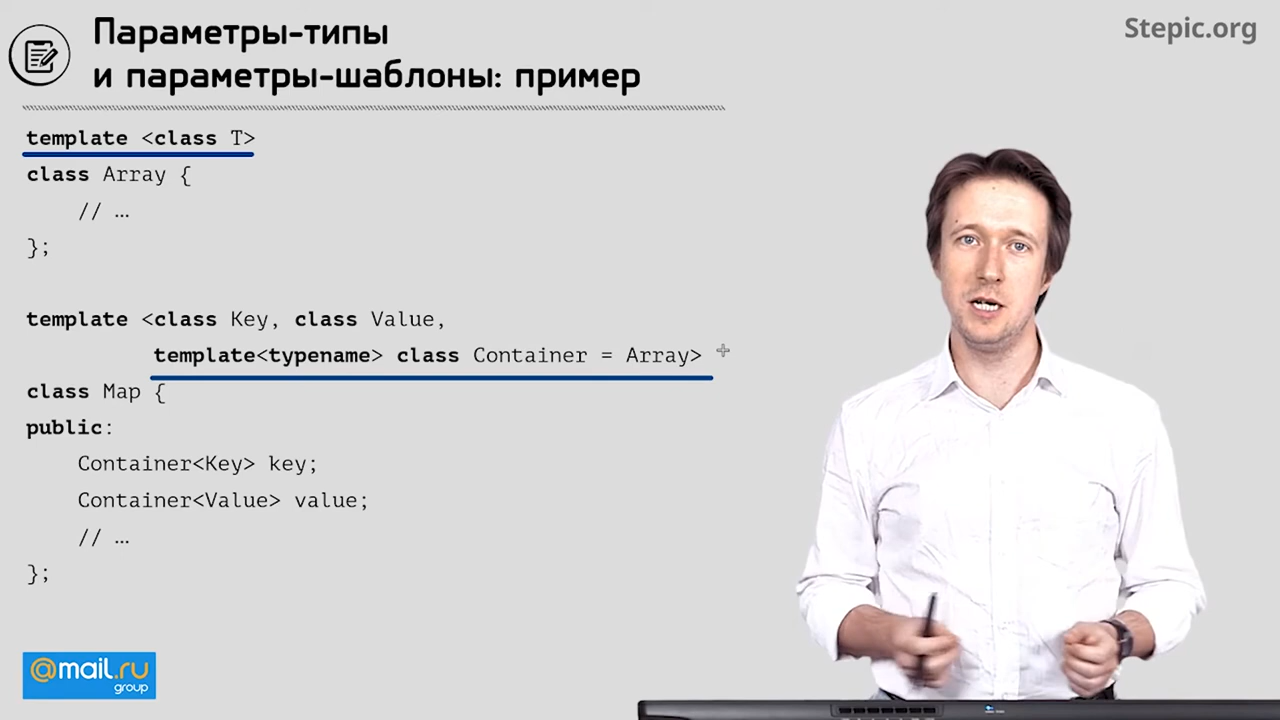 Параметры-типы
и параметры-шаблоны: пример
Stepic.org
template <class T>
class Array {
    // …
};
template <class Key, class Value,
          template<typename> class Container = Array>
class Map {
public:
    Container<Key> key;
    Container<Value> value;
    // …
};
@mail.ru
group